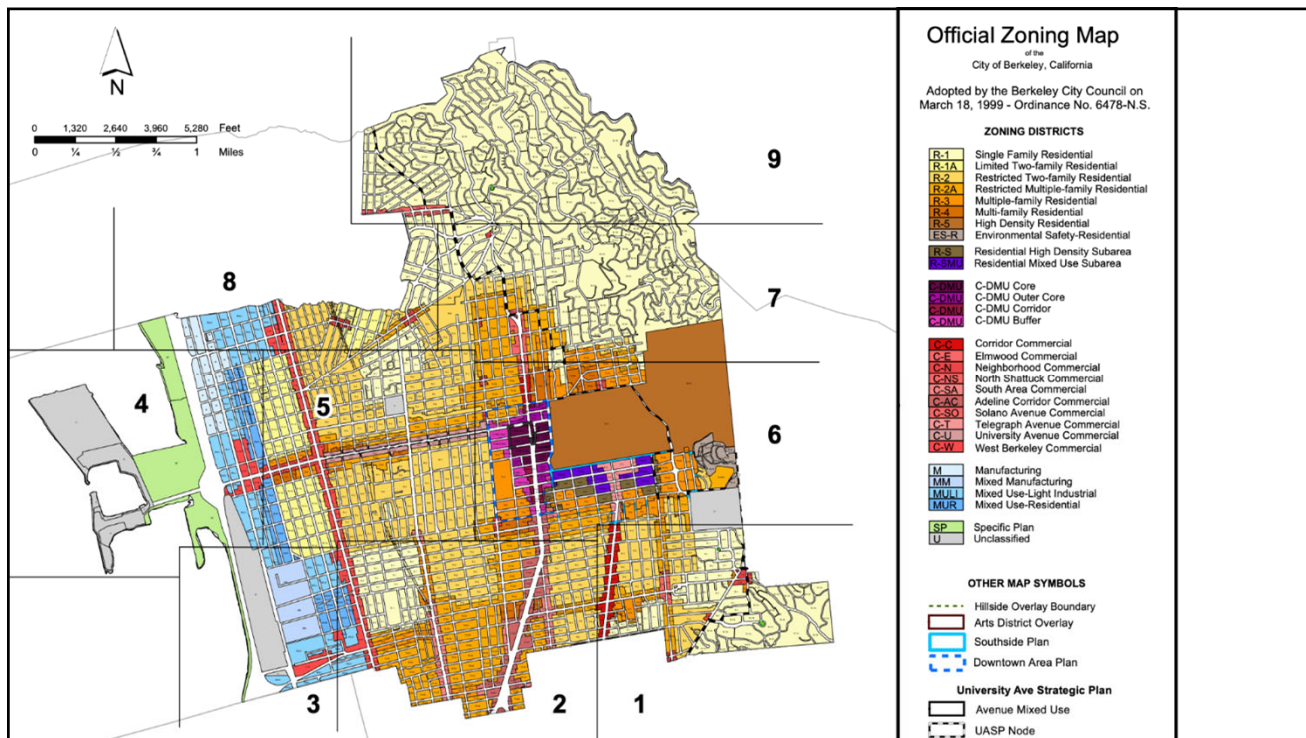 N
0 1,320 2,640 3,960 5,280 Feet
0 ¼ ½ ¾ 1 Miles
9
8
7
4
5
6
3
2
1
Official Zoning Map
of the
City of Berkeley, California
Adopted by the Berkeley City Council on
March 18, 1999 - Ordinance No. 6478-N.S.
ZONING DISTRICTS
R-1 Single Family Residential
R-1A Limited Two-family Residential
R-2 Restricted Two-family Residential
R-2A Restricted Multiple-family Residential
R-3 Multiple-family Residential
R-4 Multi-family Residential
R-5 High Density Residential
ES-R Environmental Safety-Residential
R-S Residential High Density Subarea
R-SMU Residential Mixed Use Subarea
C-DMU C-DMU Core
C-DMU C-DMU Outer Core
C-DMU C-DMU Corridor
C-DMU C-DMU Buffer
C-C Corridor Commercial
C-E Elmwood Commercial
C-N Neighborhood Commercial
C-NS North Shattuck Commercial
C-SA South Area Commercial
C-AC Adeline Corridor Commercial
C-SO Solano Avenue Commercial
C-T Telegraph Avenue Commercial
C-U University Avenue Commercial
C-W West Berkeley Commercial
M Manufacturing
MM Mixed Manufacturing
MULI Mixed Use-Light Industrial
MUR Mixed Use-Residential
SP Specific Plan
U Unclassified
OTHER MAP SYMBOLS
Hillside Overlay Boundary
Arts District Overlay
Southside Plan
Downtown Area Plan
University Ave Strategic Plan
Avenue Mixed Use
UASP Node